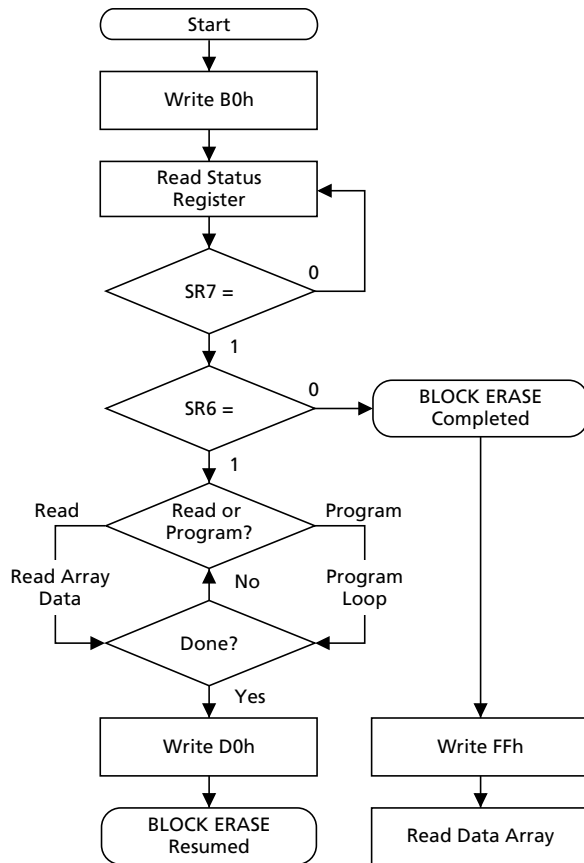 Start
Write B0h
Read Status
Register
0
SR7 =
1
0
SR6 =
BLOCK ERASE
Completed
1
Read
Read or
Program?
Program
Read Array
Data
No
Program
Loop
Done?
Yes
Write D0h
Write FFh
BLOCK ERASE
Resumed
Read Data Array